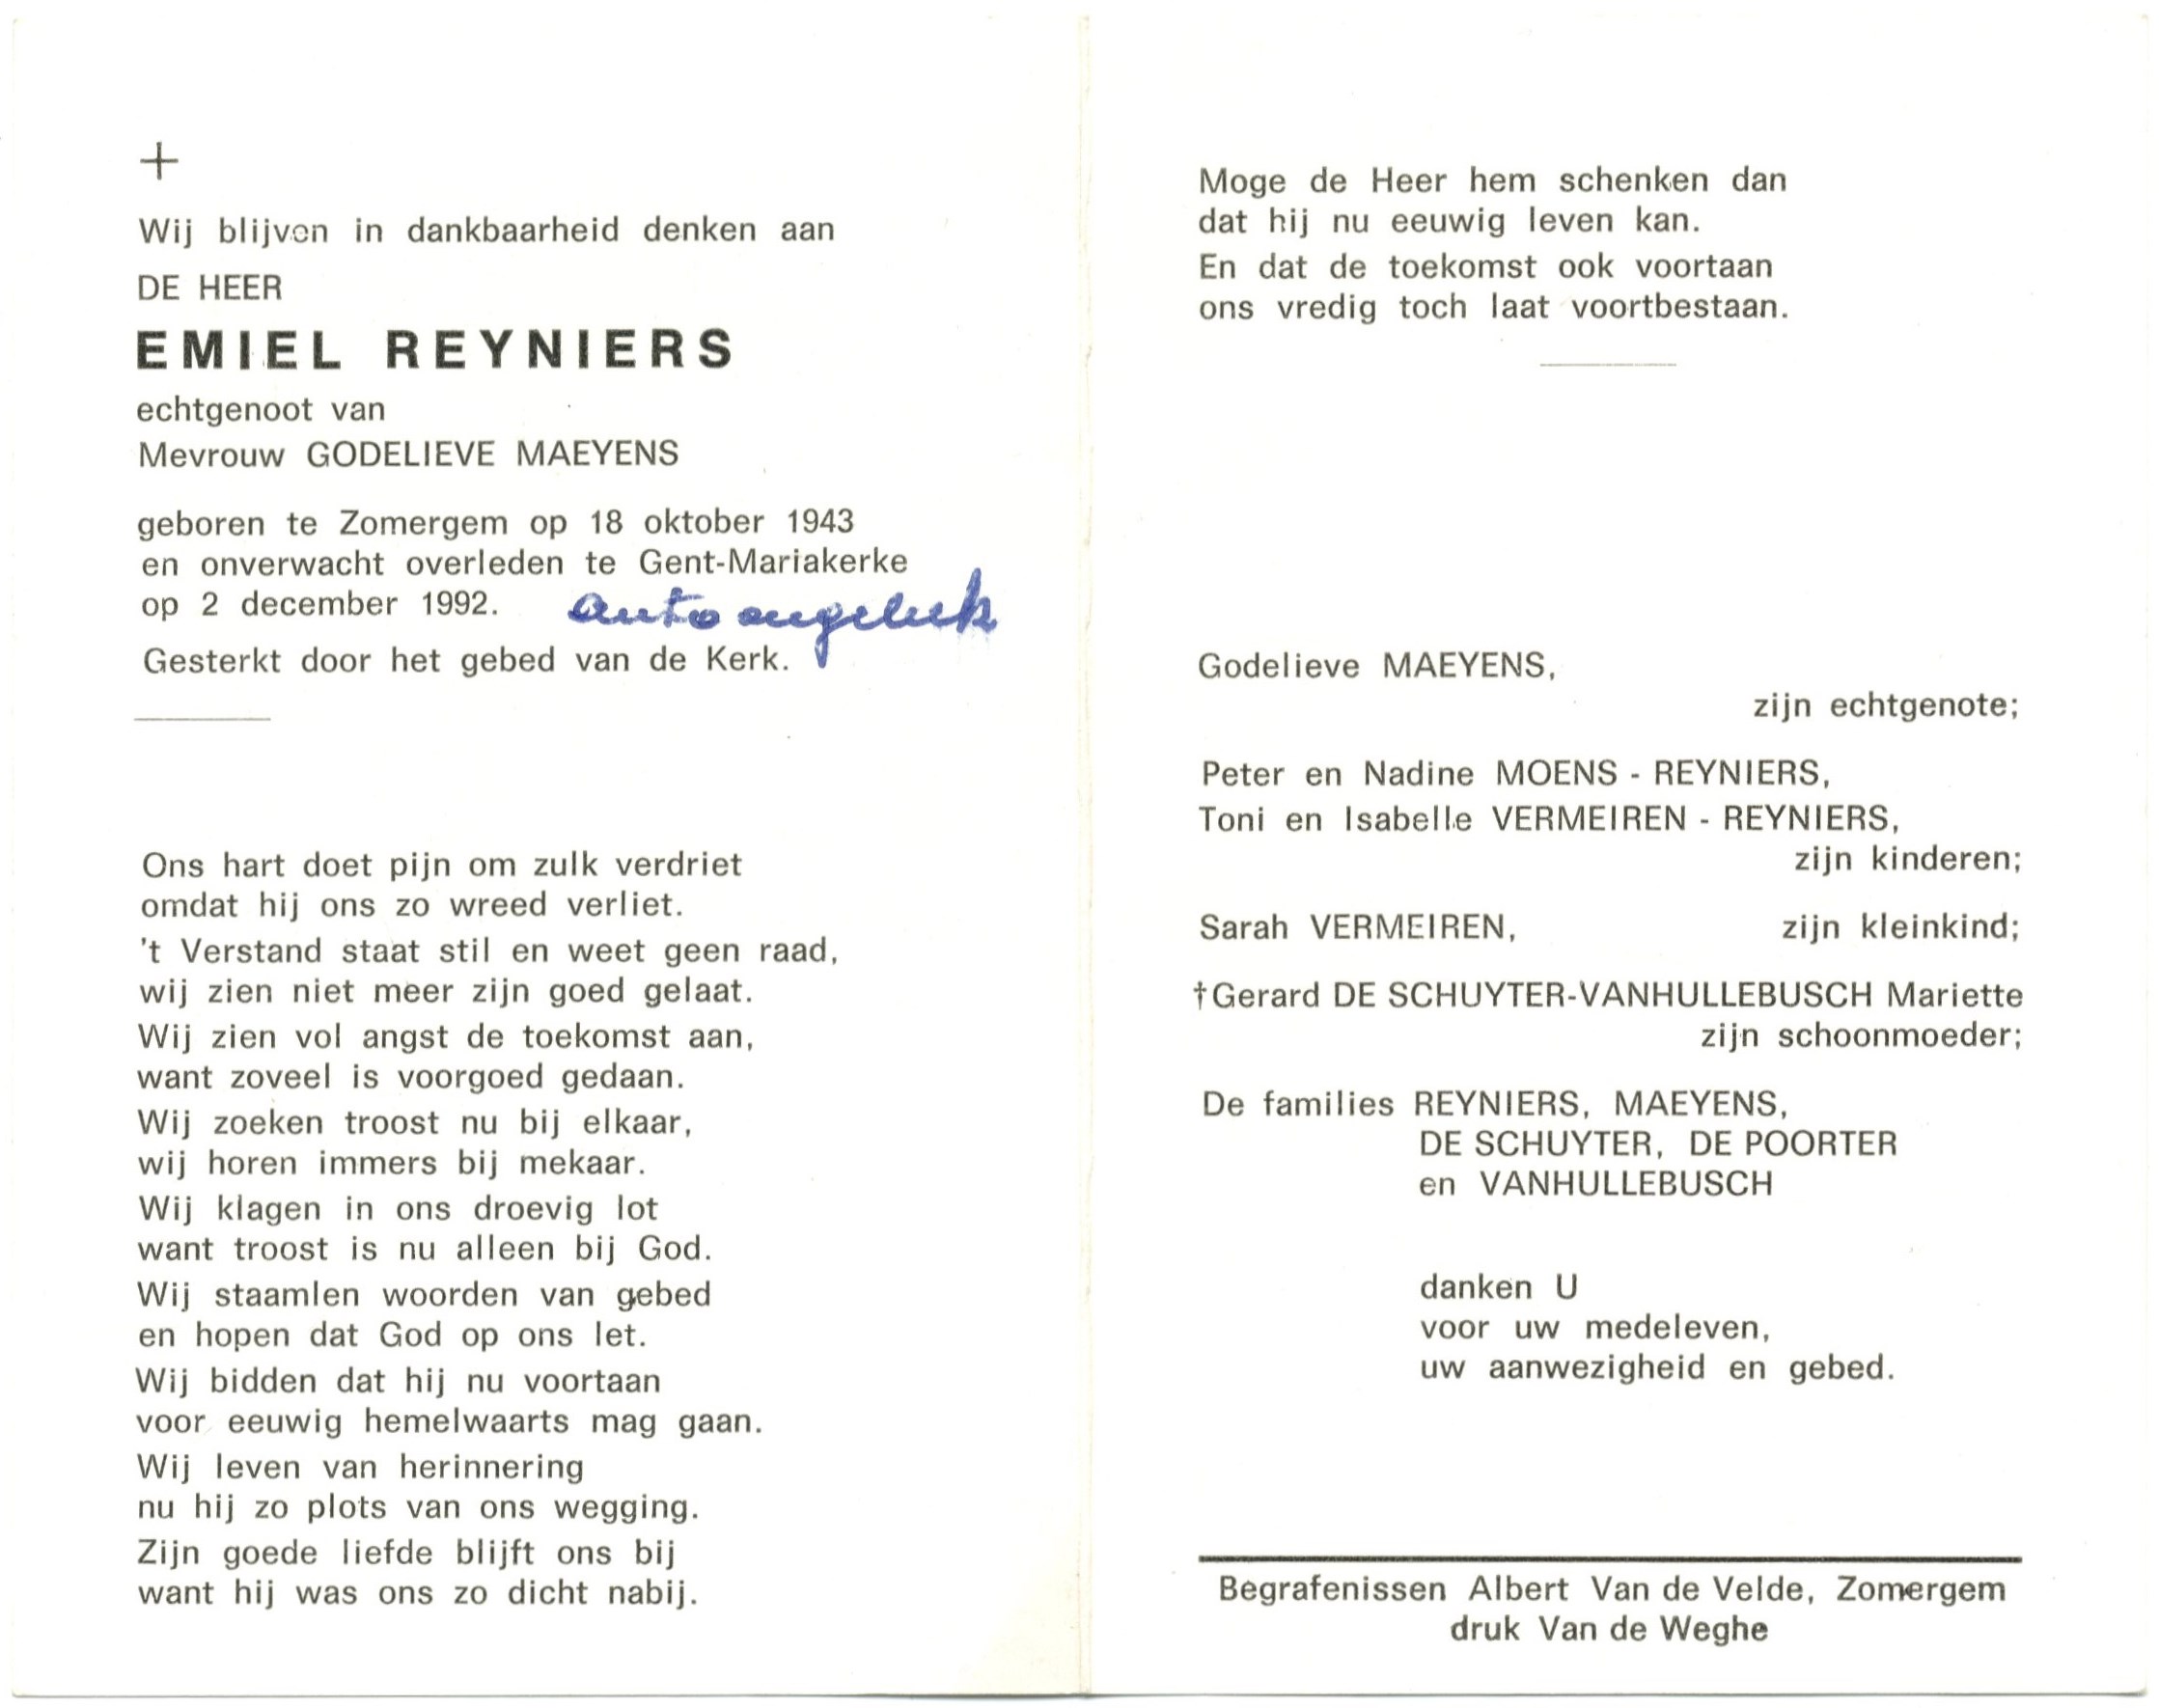 +
Wij blijven in dankbaarheid denken aan
DE HEER
EMIEL REYNIERS
echtgenoot van
Mevrouw GODELIEVE MAEYENS
geboren te Zomergem op 18 oktober 1943
en onverwacht overleden te Gent-Mariakerke
op 2 december 1992. auto ongeluk
Gesterkt door het gebed van de Kerk.
Ons hart doet pijn om zulk verdriet
omdat hij ons zo wreed verliet.
't Verstand staat stil en weet geen raad,
wij zien niet meer zijn goed gelaat.
Wij zien vol angst de toekomst aan,
want zoveel is voorgoed gedaan.
Wij zoeken troost nu bij elkaar,
wij horen immers bij mekaar.
Wij klagen in ons droevig lot
want troost is nu alleen bij God.
Wij staamlen woorden van gebed
en hopen dat God op ons let.
Wij bidden dat hij nu voortaan
voor eeuwig hemelwaarts mag gaan.
Wij leven van herinnering
nu hij zo plots van ons wegging.
Zijn goede liefde blijft ons bij
want hij was ons zo dicht nabij.
Moge de Heer hem schenken dan
dat hij nu eeuwig leven kan.
En dat de toekomst ook voortaan
ons vredig toch laat voortbestaan.
Godelieve MAEYENS,
zijn echtgenote;
Peter en Nadine MOENS - REYNIERS,
Toni en Isabelle VERMEIREN - REYNIERS,
zijn kinderen;
Sarah VERMEIREN, zijn kleinkind;
†Gerard DE SCHUYTER-VANHULLEBUSCH Mariette
zijn schoonmoeder;
De families REYNIERS, MAEYENS,
DE SCHUYTER, DE POORTER
en VANHULLEBUSCH
danken U
voor uw medeleven,
uw aanwezigheid en gebed.
Begrafenissen Albert Van de Velde, Zomergem
druk Van de Weghe